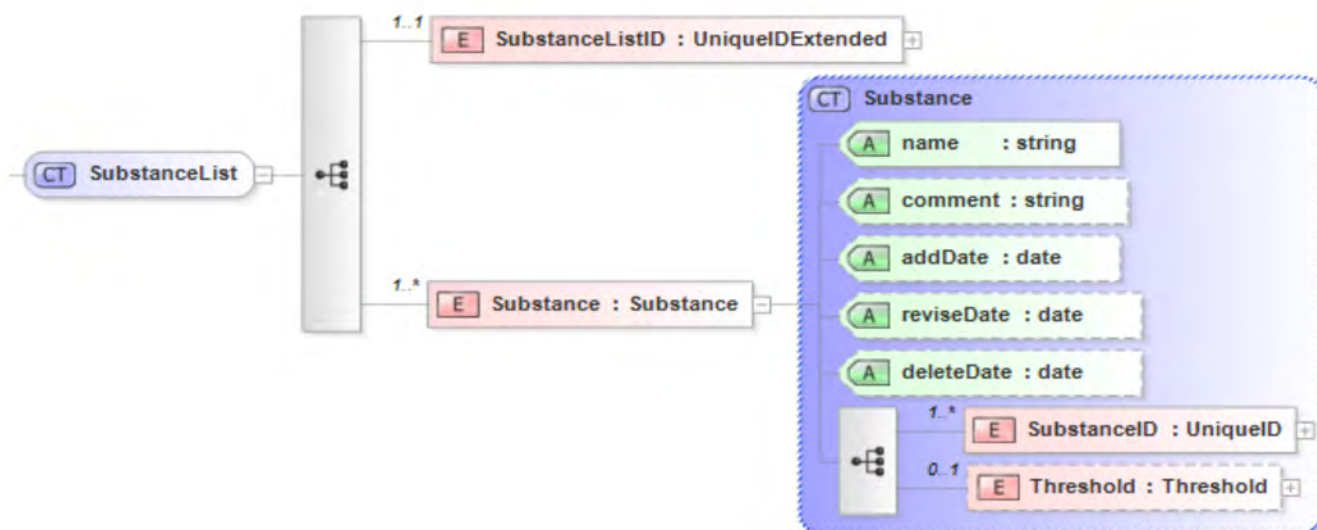 1..1
E SubstanceListID : UniqueIDExtended
CT Substance
A name : string
CT SubstanceList
A comment : string
A addDate : date
1..*
E Substance : Substance
A reviseDate : date
A deleteDate : date
1..*
E SubstanceID : UniqueID
0..1
E Threshold : Threshold